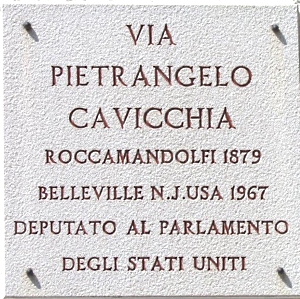 VIA
PIETRANGELO
CAVICCHIA
ROCCAMANDOLFI 1879
BELLEVILLE N.J.USA 1967
DEPUTATO AL PARLAMENTO
DEGLI STATI UNITI